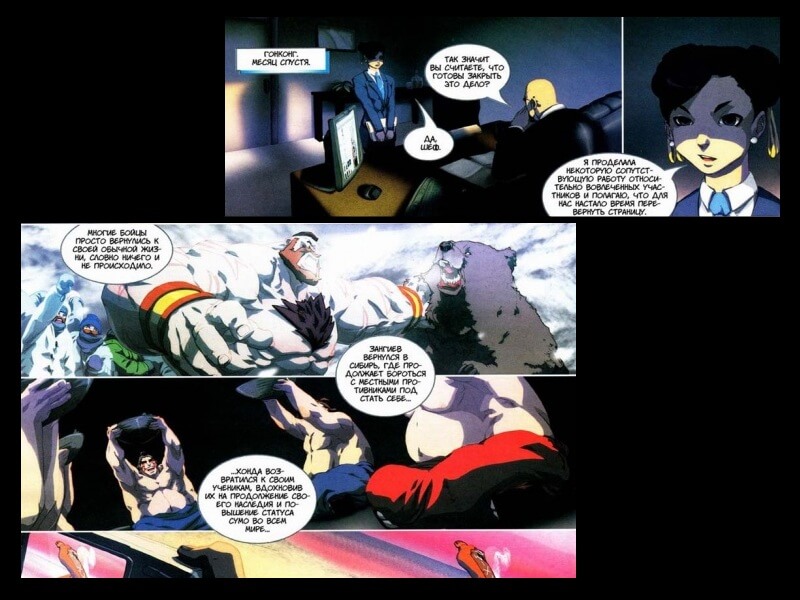 ГОНКОНГ.
МЕСЯЦ СПУСТЯ.
ТАК ЗНАЧИТ
ВЫ СЧИТАЕТЕ, ЧТО
ГОТОВЫ ЗАКРЫТЬ
ЭТО ДЕЛО?
ДА,
ШЕФ.
Я ПРОДЕЛАЛА
НЕКОТОРУЮ СОПУТСТ-
ВУЮЩУЮ РАБОТУ ОТНОСИ-
ТЕЛЬНО ВОВЛЕЧЕННЫХ УЧАС-
ТНИКОВ И ПОЛАГАЮ, ЧТО ДЛЯ
НАС НАСТАЛО ВРЕМЯ ПЕРЕ-
ВЕРНУТЬ СТРАНИЦУ.
МНОГИЕ БОЙЦЫ
ПРОСТО ВЕРНУЛИСЬ К
СВОЕЙ ОБЫЧНОЙ ЖИЗ-
НИ, СЛОВНО НИЧЕГО И
НЕ ПРОИСХОДИЛО.
ЗАНГИЕВ
ВЕРНУЛСЯ В
СИБИРЬ, ГДЕ ПРО-
ДОЛЖАЕТ БОРОТЬСЯ
С МЕСТНЫМИ ПРО-
ТИВНИКАМИ ПОД
СТАТЬ СЕБЕ...
...ХОНДА ВОЗ-
ВРАТИЛСЯ К СВОИМ
УЧЕНИКАМ, ВДОХНОВИВ
ИХ НА ПРОДОЛЖЕНИЕ СВО-
ЕГО НАСЛЕДИЯ И ПО-
ВЫШЕНИЕ СТАТУСА
СУМО ВО ВСЕМ
МИРЕ...